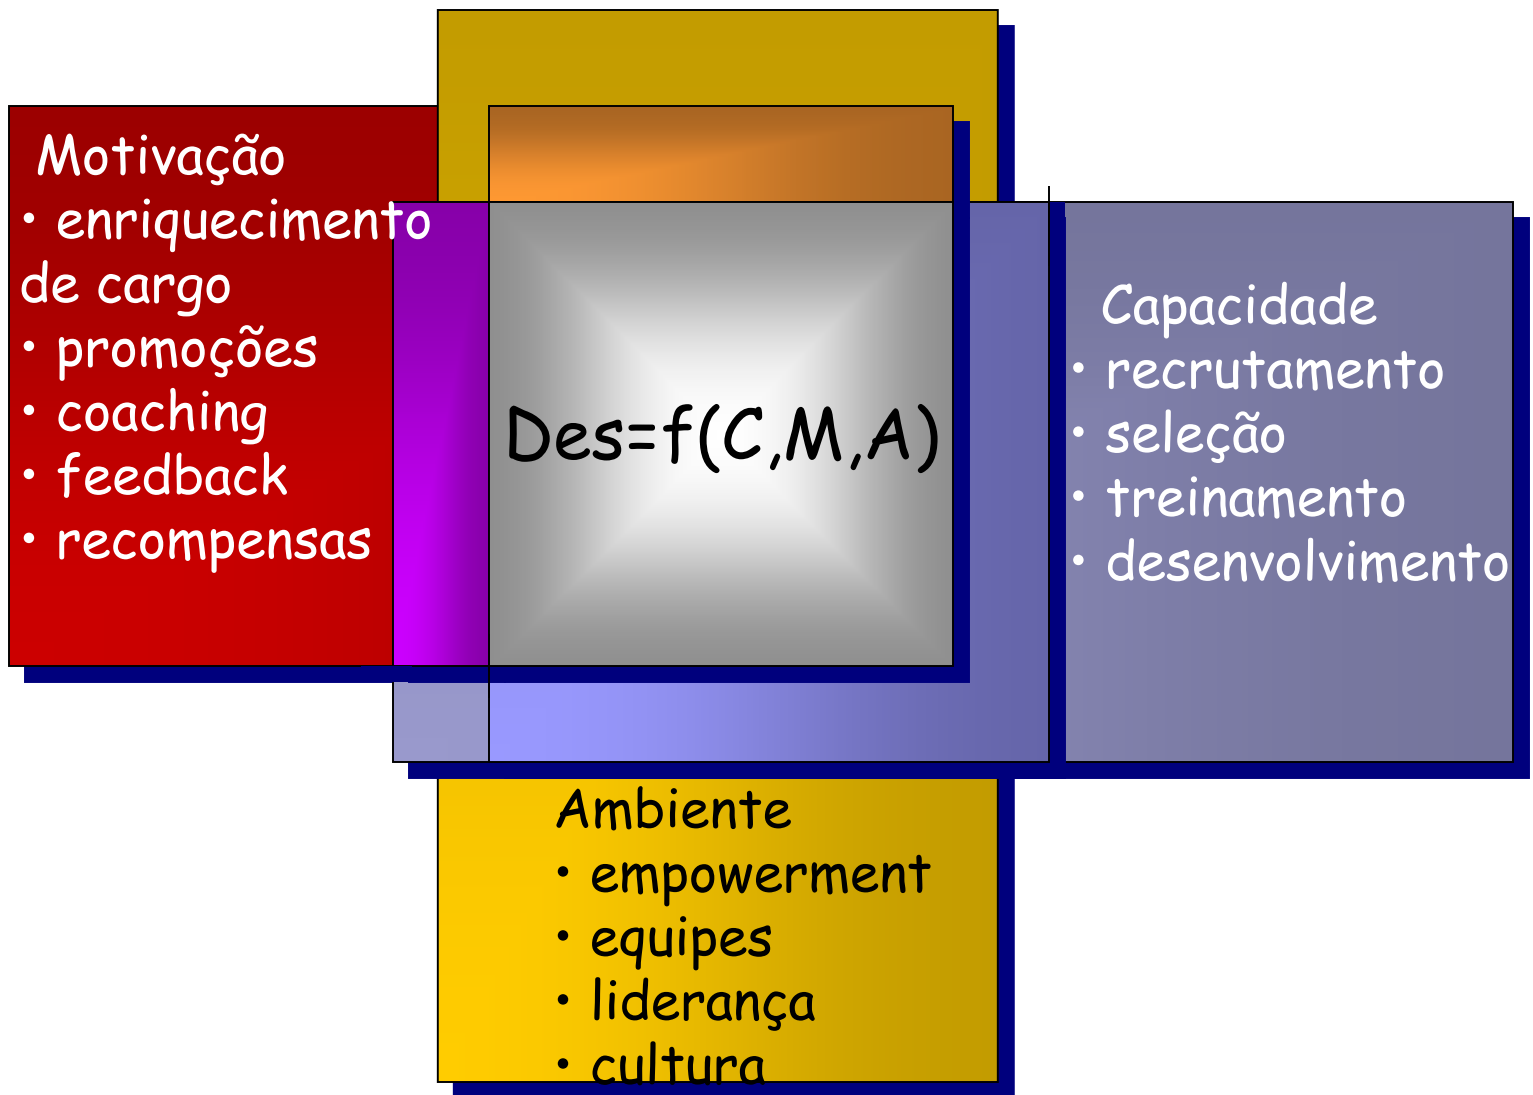 Motivação
• enriquecimento
de cargo
• promoções
• coaching
• feedback
• recompensas
Des=f(C,M,A)
Capacidade
• recrutamento
• seleção
• treinamento
• desenvolvimento
Ambiente
• empowerment
• equipes
• liderança
• cultura